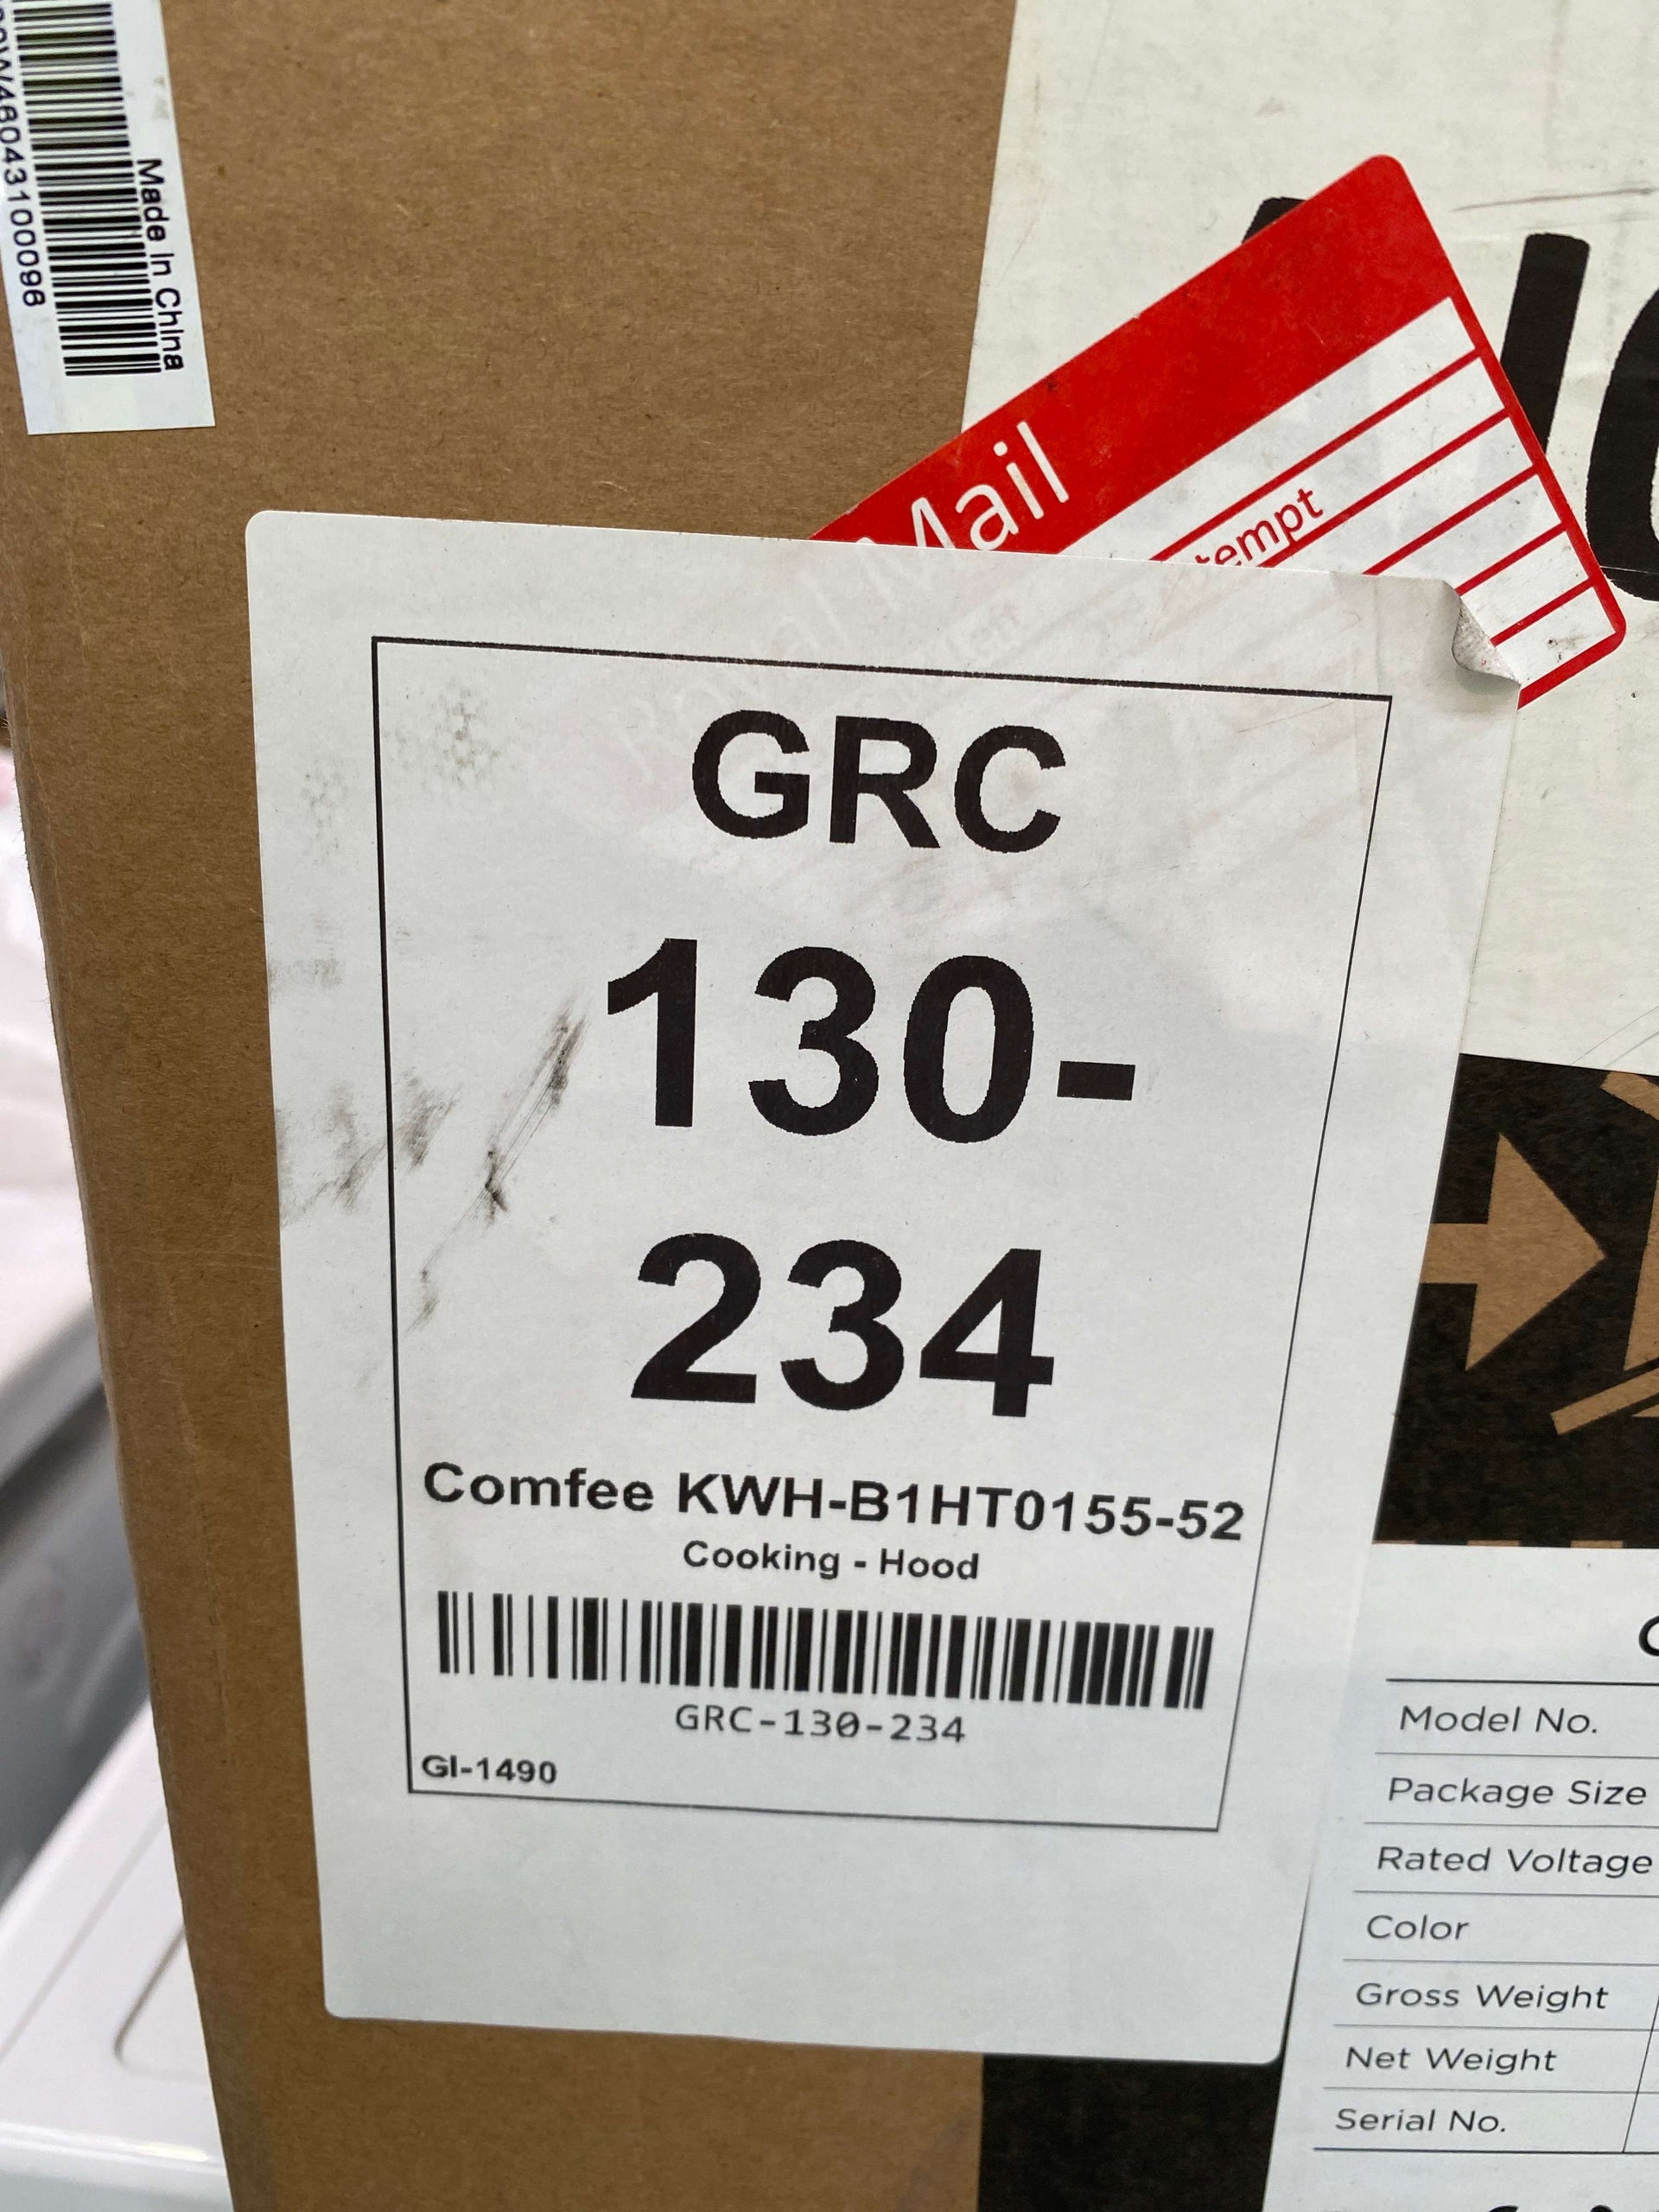 Made In China
Mail
GRC
130-
234
Comfee KWH-B1HT0155-52
Cooking - Hood
GRC-130-234
GI-1490
Model No.
Package Size
Rated Voltage
Color
Gross Weight
Net Weight
Serial No.